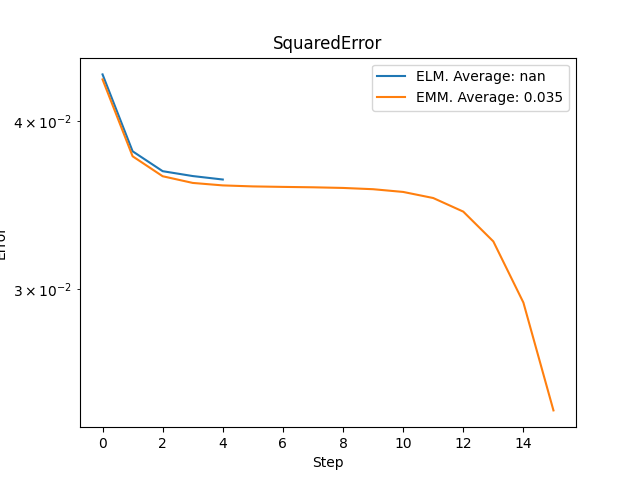 SquaredError
ELM. Average: nan
EMM. Average: 0.035
4 × 10⁻²
3 × 10⁻²
Error
0 2 4 6 8 10 12 14
Step